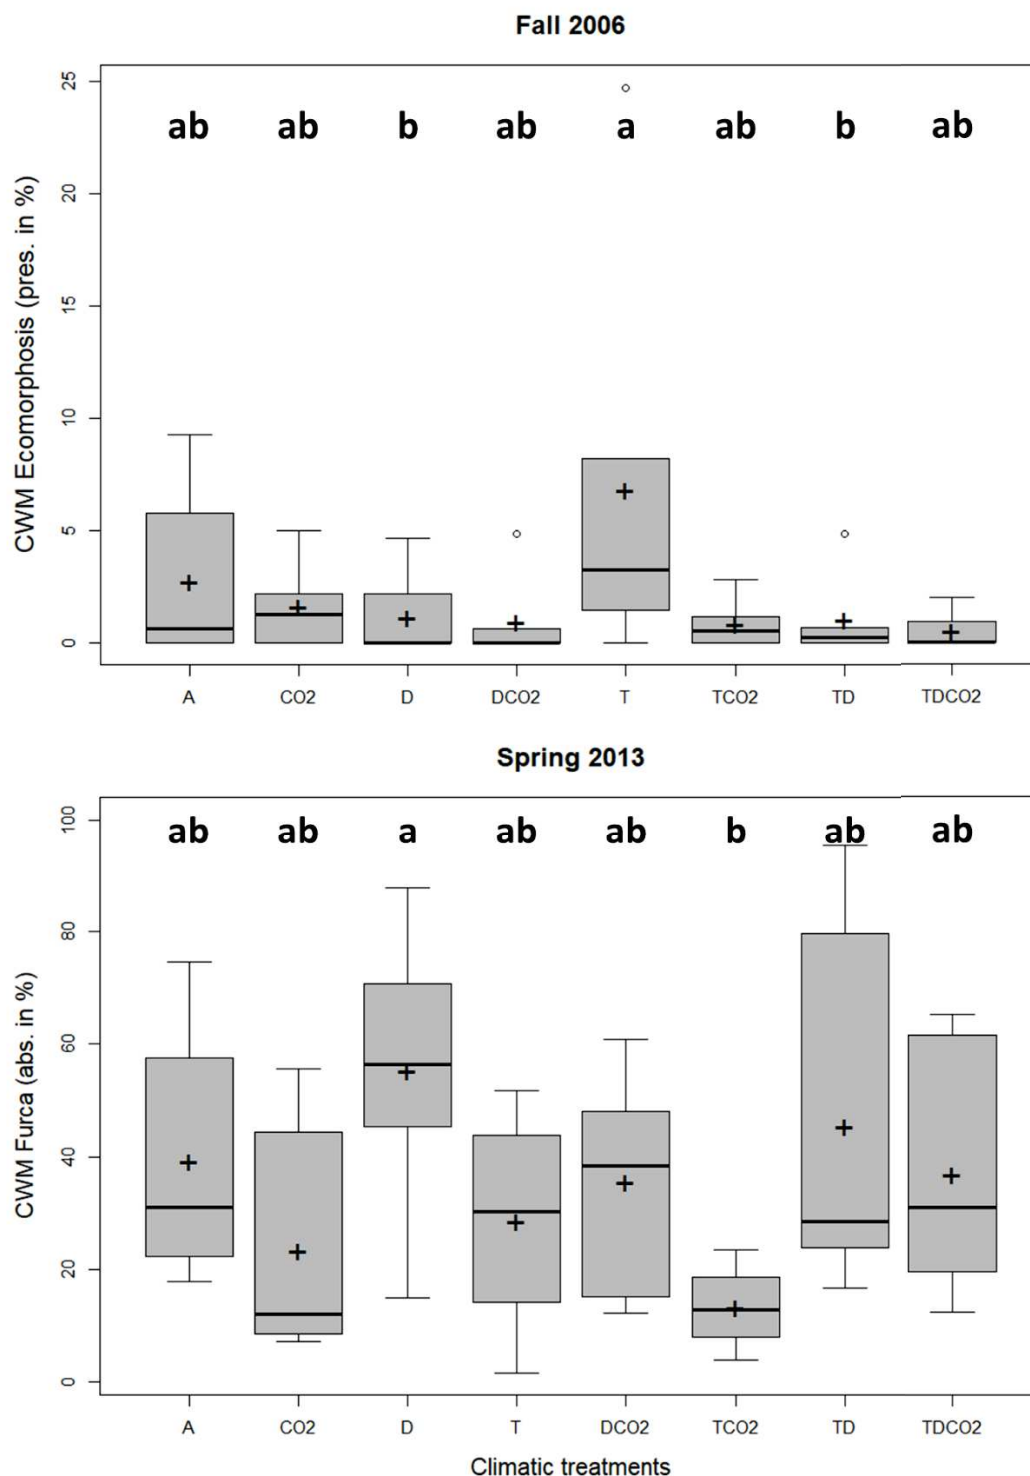 Fall 2006
CWM Ecomorphosis (pres. in %)
25
20
15
10
5
0
ab ab b ab a ab b ab
A CO2 D DCO2 T TCO2 TD TDCO2
Spring 2013
CWM Furca (abs. in %)
100
80
60
40
20
0
ab ab a ab ab b ab ab
A CO2 D T DCO2 TCO2 TD TDCO2
Climatic treatments